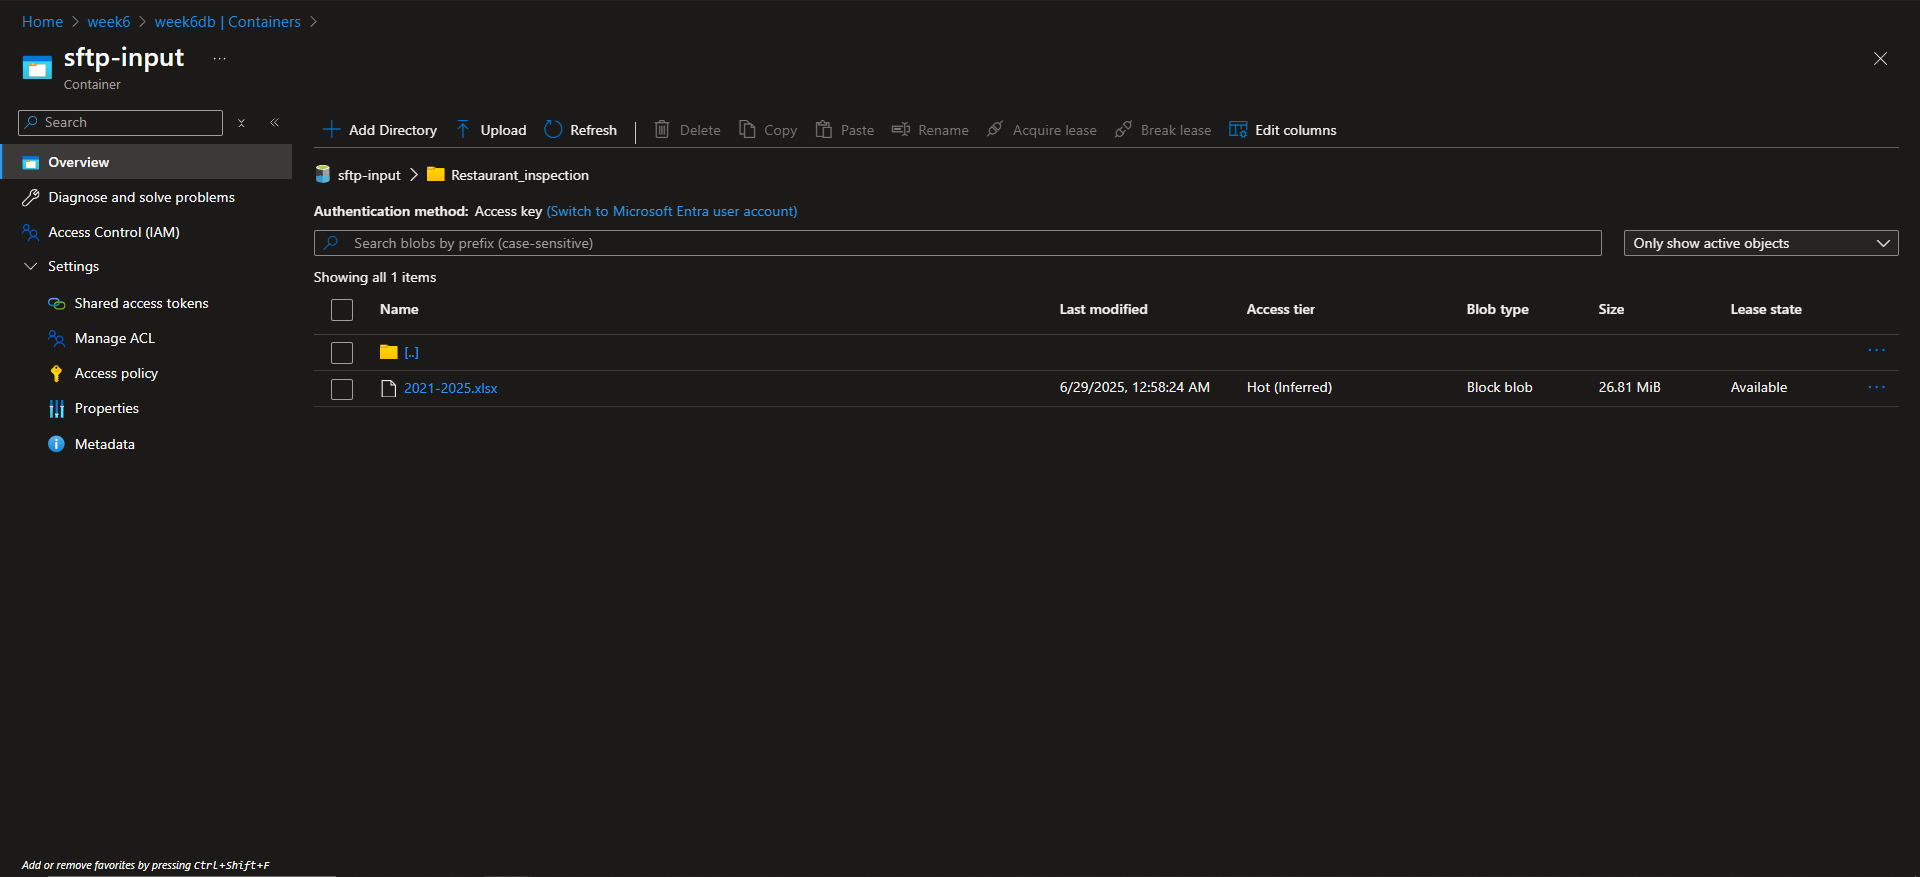 Home > week6 > week6db | Containers >
sftp-input ...
Container
Search
Overview
Diagnose and solve problems
Access Control (IAM)
Settings
Shared access tokens
Manage ACL
Access policy
Properties
Metadata
Add Directory Upload Refresh Delete Copy Paste Rename Acquire lease Break lease Edit columns
sftp-input > Restaurant_inspection
Authentication method: Access key (Switch to Microsoft Entra user account)
Search blobs by prefix (case-sensitive) Only show active objects
Showing all 1 items
Name Last modified Access tier Blob type Size Lease state
[..] ...
2021-2025.xlsx 6/29/2025, 12:58:24 AM Hot (Inferred) Block blob 26.81 MiB Available ...
Add or remove favorites by pressing Ctrl+Shift+F